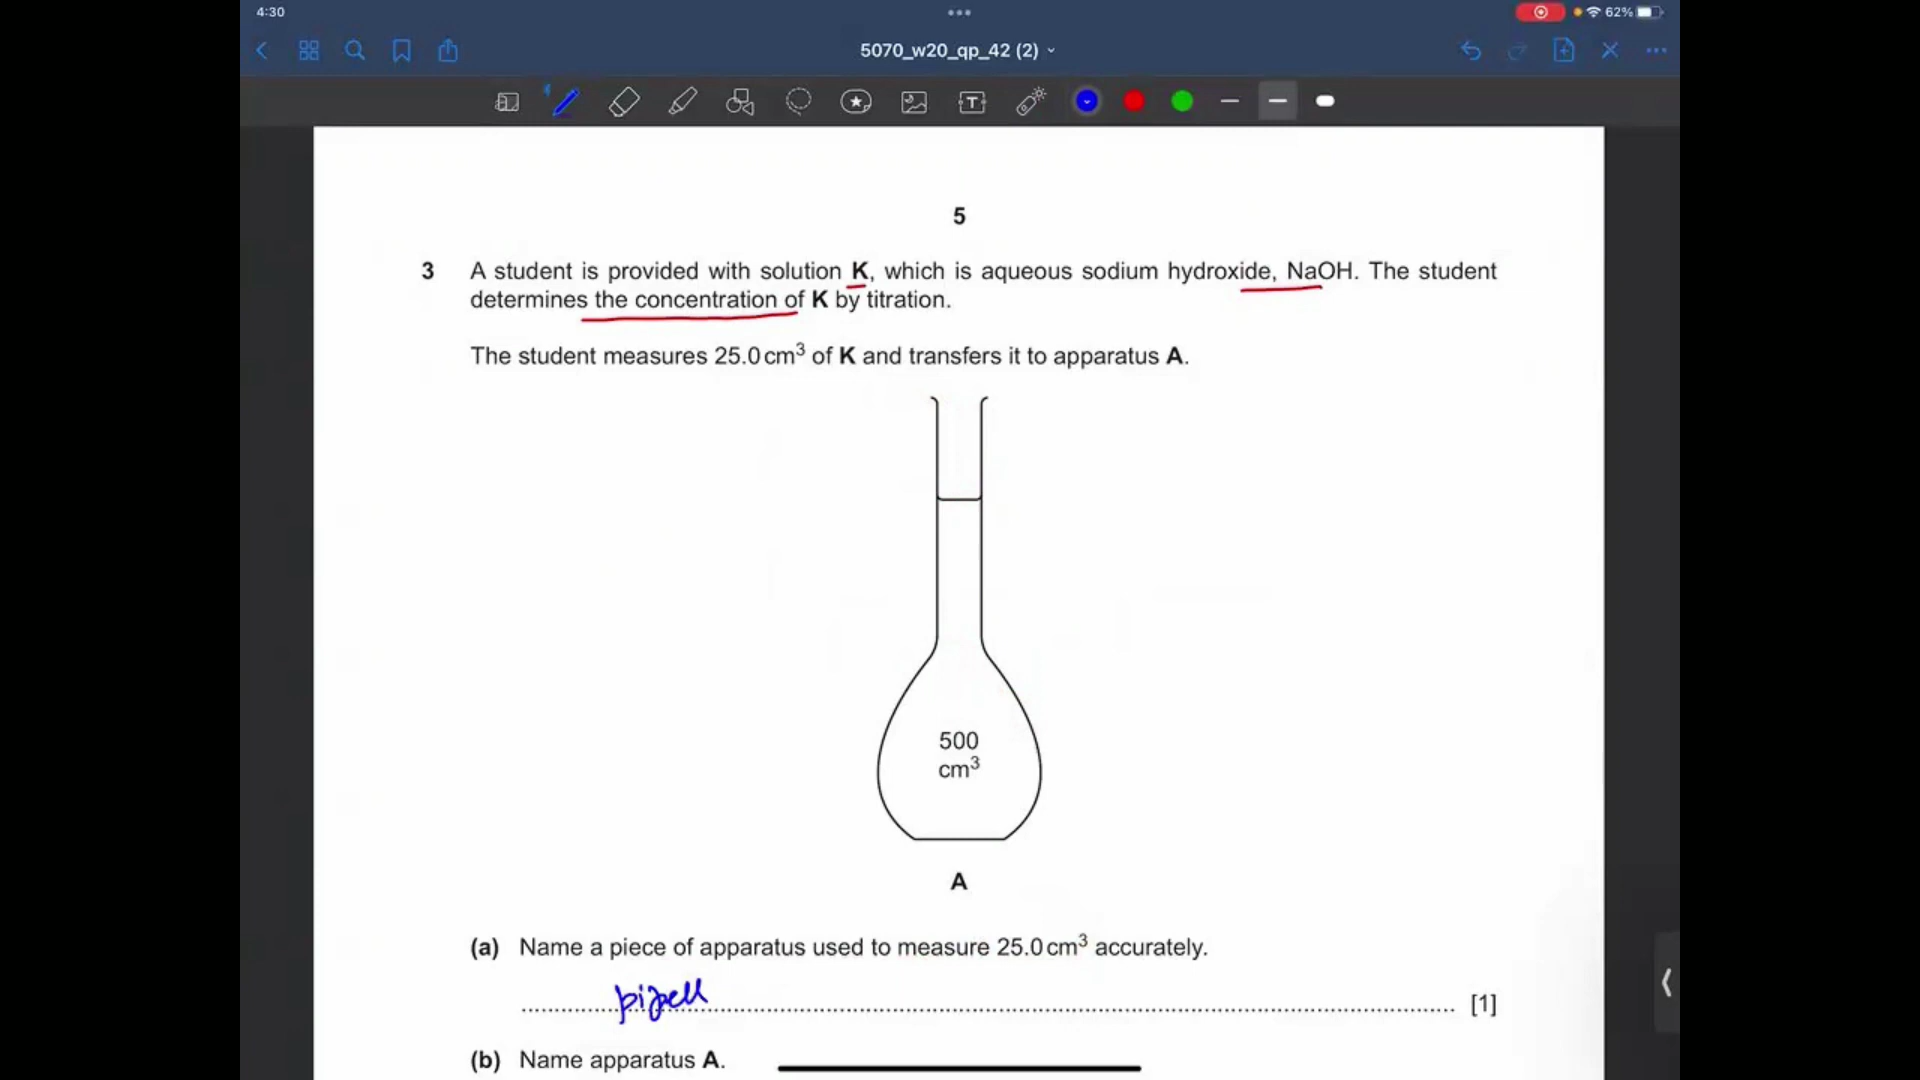 4:30
62%
5070_w20_qp_42 (2)
T
5
3 A student is provided with solution K, which is aqueous sodium hydroxide, NaOH. The student
determines the concentration of K by titration.
The student measures 25.0 cm³ of K and transfers it to apparatus A.
500
cm³
A
(a) Name a piece of apparatus used to measure 25.0 cm³ accurately.
[1]
(b) Name apparatus A.